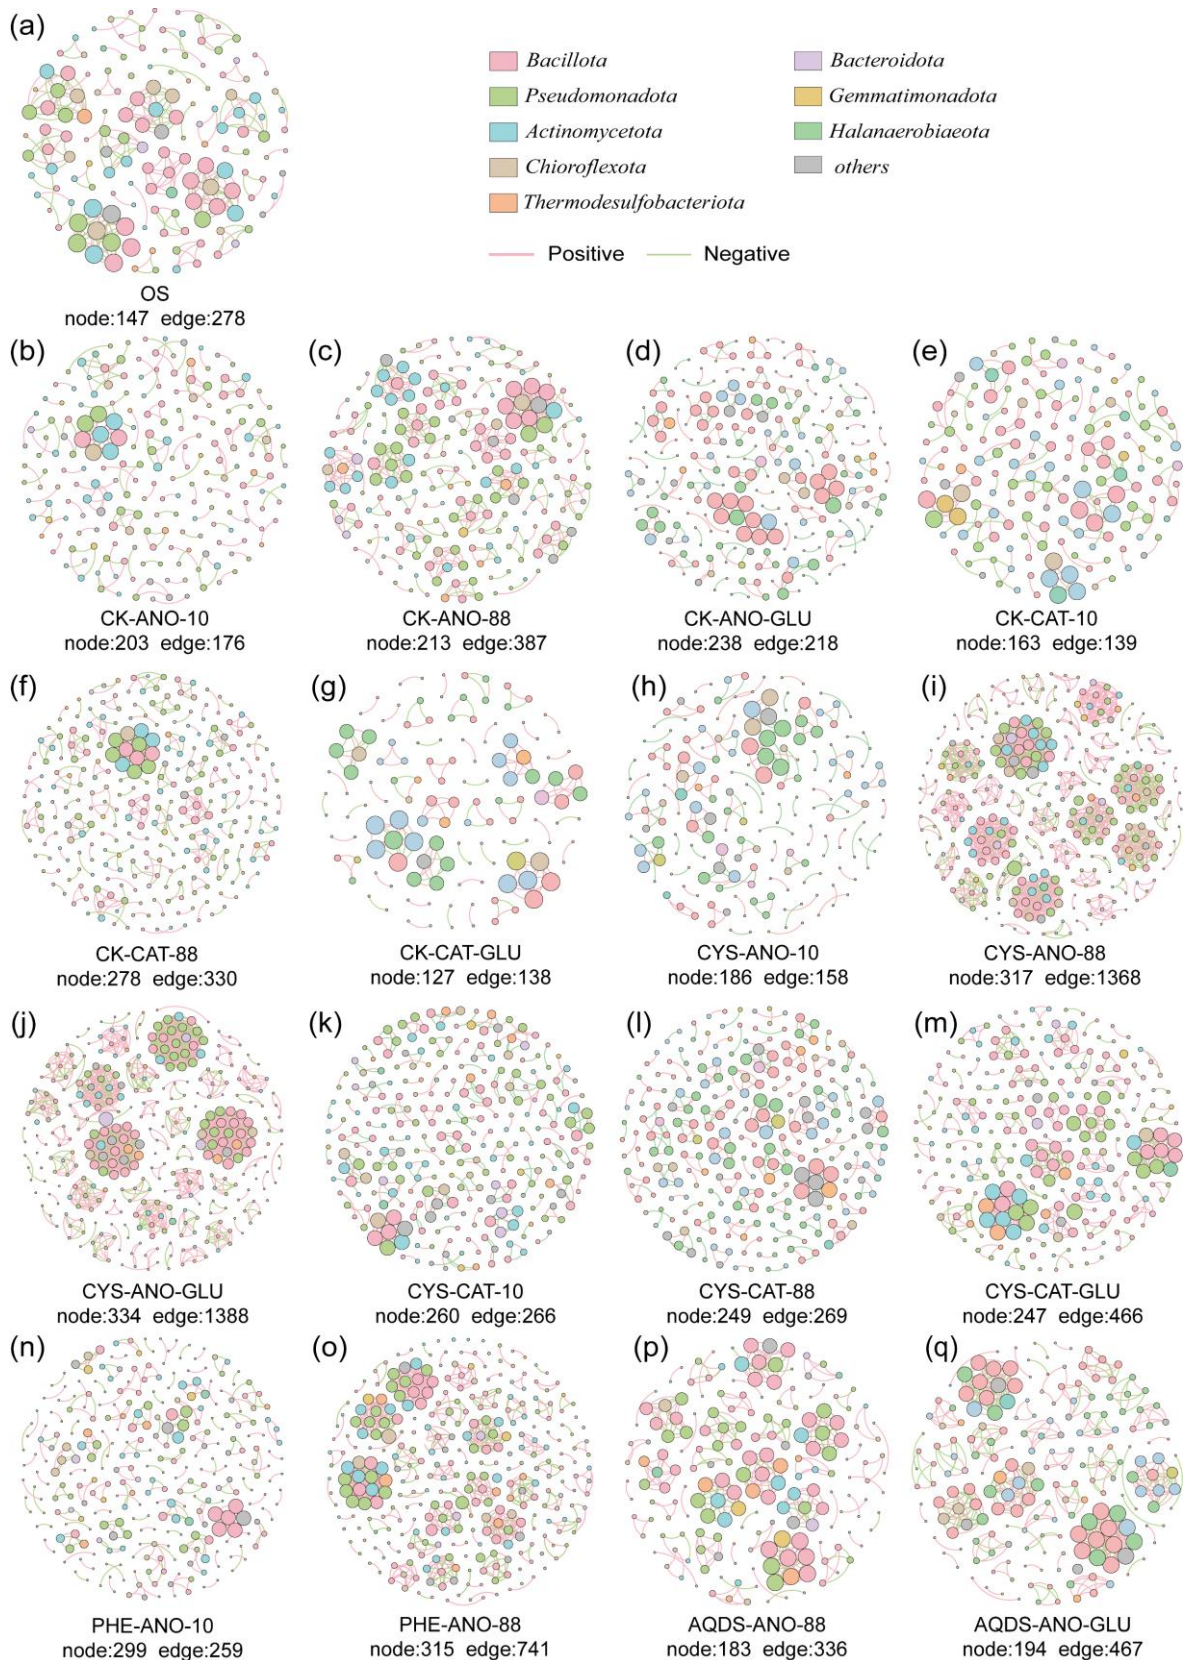 (a)
Bacillota
Bacteroidota
Pseudomonadota
Gemmatimonadota
Actinomycetota
Halanaerobiaeota
Chioroflexota
others
Thermodesulfobacteriota
Positive
Negative
OS
node:147 edge:278
(b)
(c)
(d)
(e)
CK-ANO-10
CK-ANO-88
CK-ANO-GLU
CK-CAT-10
node:203 edge:176
node:213 edge:387
node:238 edge:218
node:163 edge:139
(f)
(g)
(h)
(i)
CK-CAT-88
CK-CAT-GLU
CYS-ANO-10
CYS-ANO-88
node:278 edge:330
node:127 edge:138
node:186 edge:158
node:317 edge:1368
(j)
(k)
(l)
(m)
CYS-ANO-GLU
CYS-CAT-10
CYS-CAT-88
CYS-CAT-GLU
node:334 edge:1388
node:260 edge:266
node:249 edge:269
node:247 edge:466
(n)
(o)
(p)
(q)
PHE-ANO-10
PHE-ANO-88
AQDS-ANO-88
AQDS-ANO-GLU
node:299 edge:259
node:315 edge:741
node:183 edge:336
node:194 edge:467